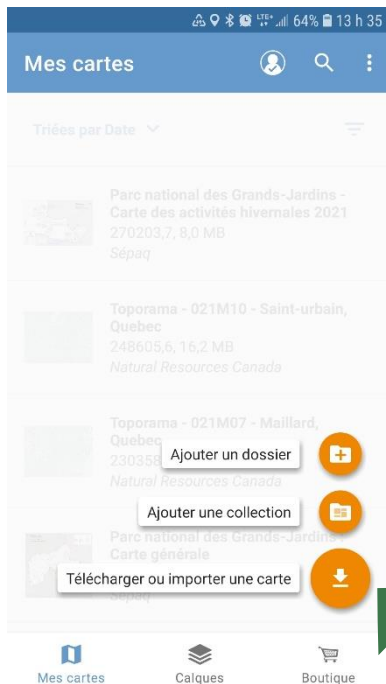 LTE+ 64% 13 h 35
Mes cartes
Triées par Date
Parc national des Grands-Jardins -
Carte des activités hivernales 2021
270203,7, 8,0 MB
Sépaq
Toporama - 021M10 - Saint-urbain,
Quebec
248605,6, 16,2 MB
Natural Resources Canada
Toporama - 021M07 - Maillard,
Quebec
230358
Ajouter un dossier
Natural Resources Canada
Ajouter une collection
Parc national des Grands-Jardins -
Carte générale
Télécharger ou importer une carte
Sépaq
Mes cartes Calques Boutique